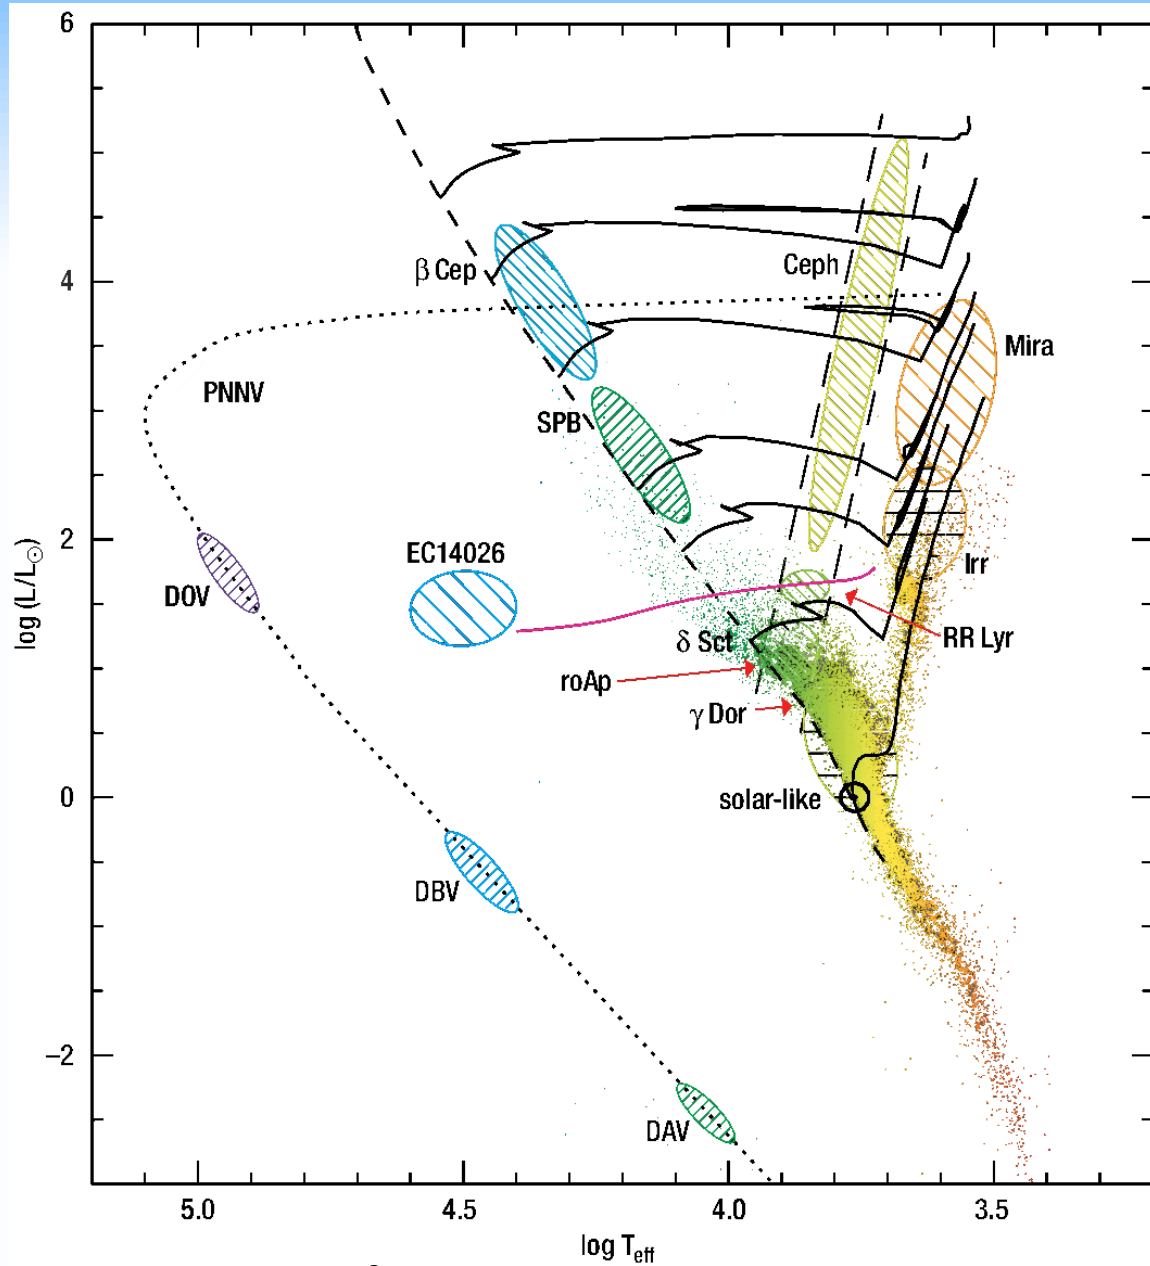 6
4
2
0
−2
log (L/L☉)
5.0
4.5
4.0
3.5
log Teff
β Cep
Ceph
Mira
PNNV
SPB
EC14026
Irr
DOV
δ Sct
RR Lyr
roAp
γ Dor
solar-like
DBV
DAV